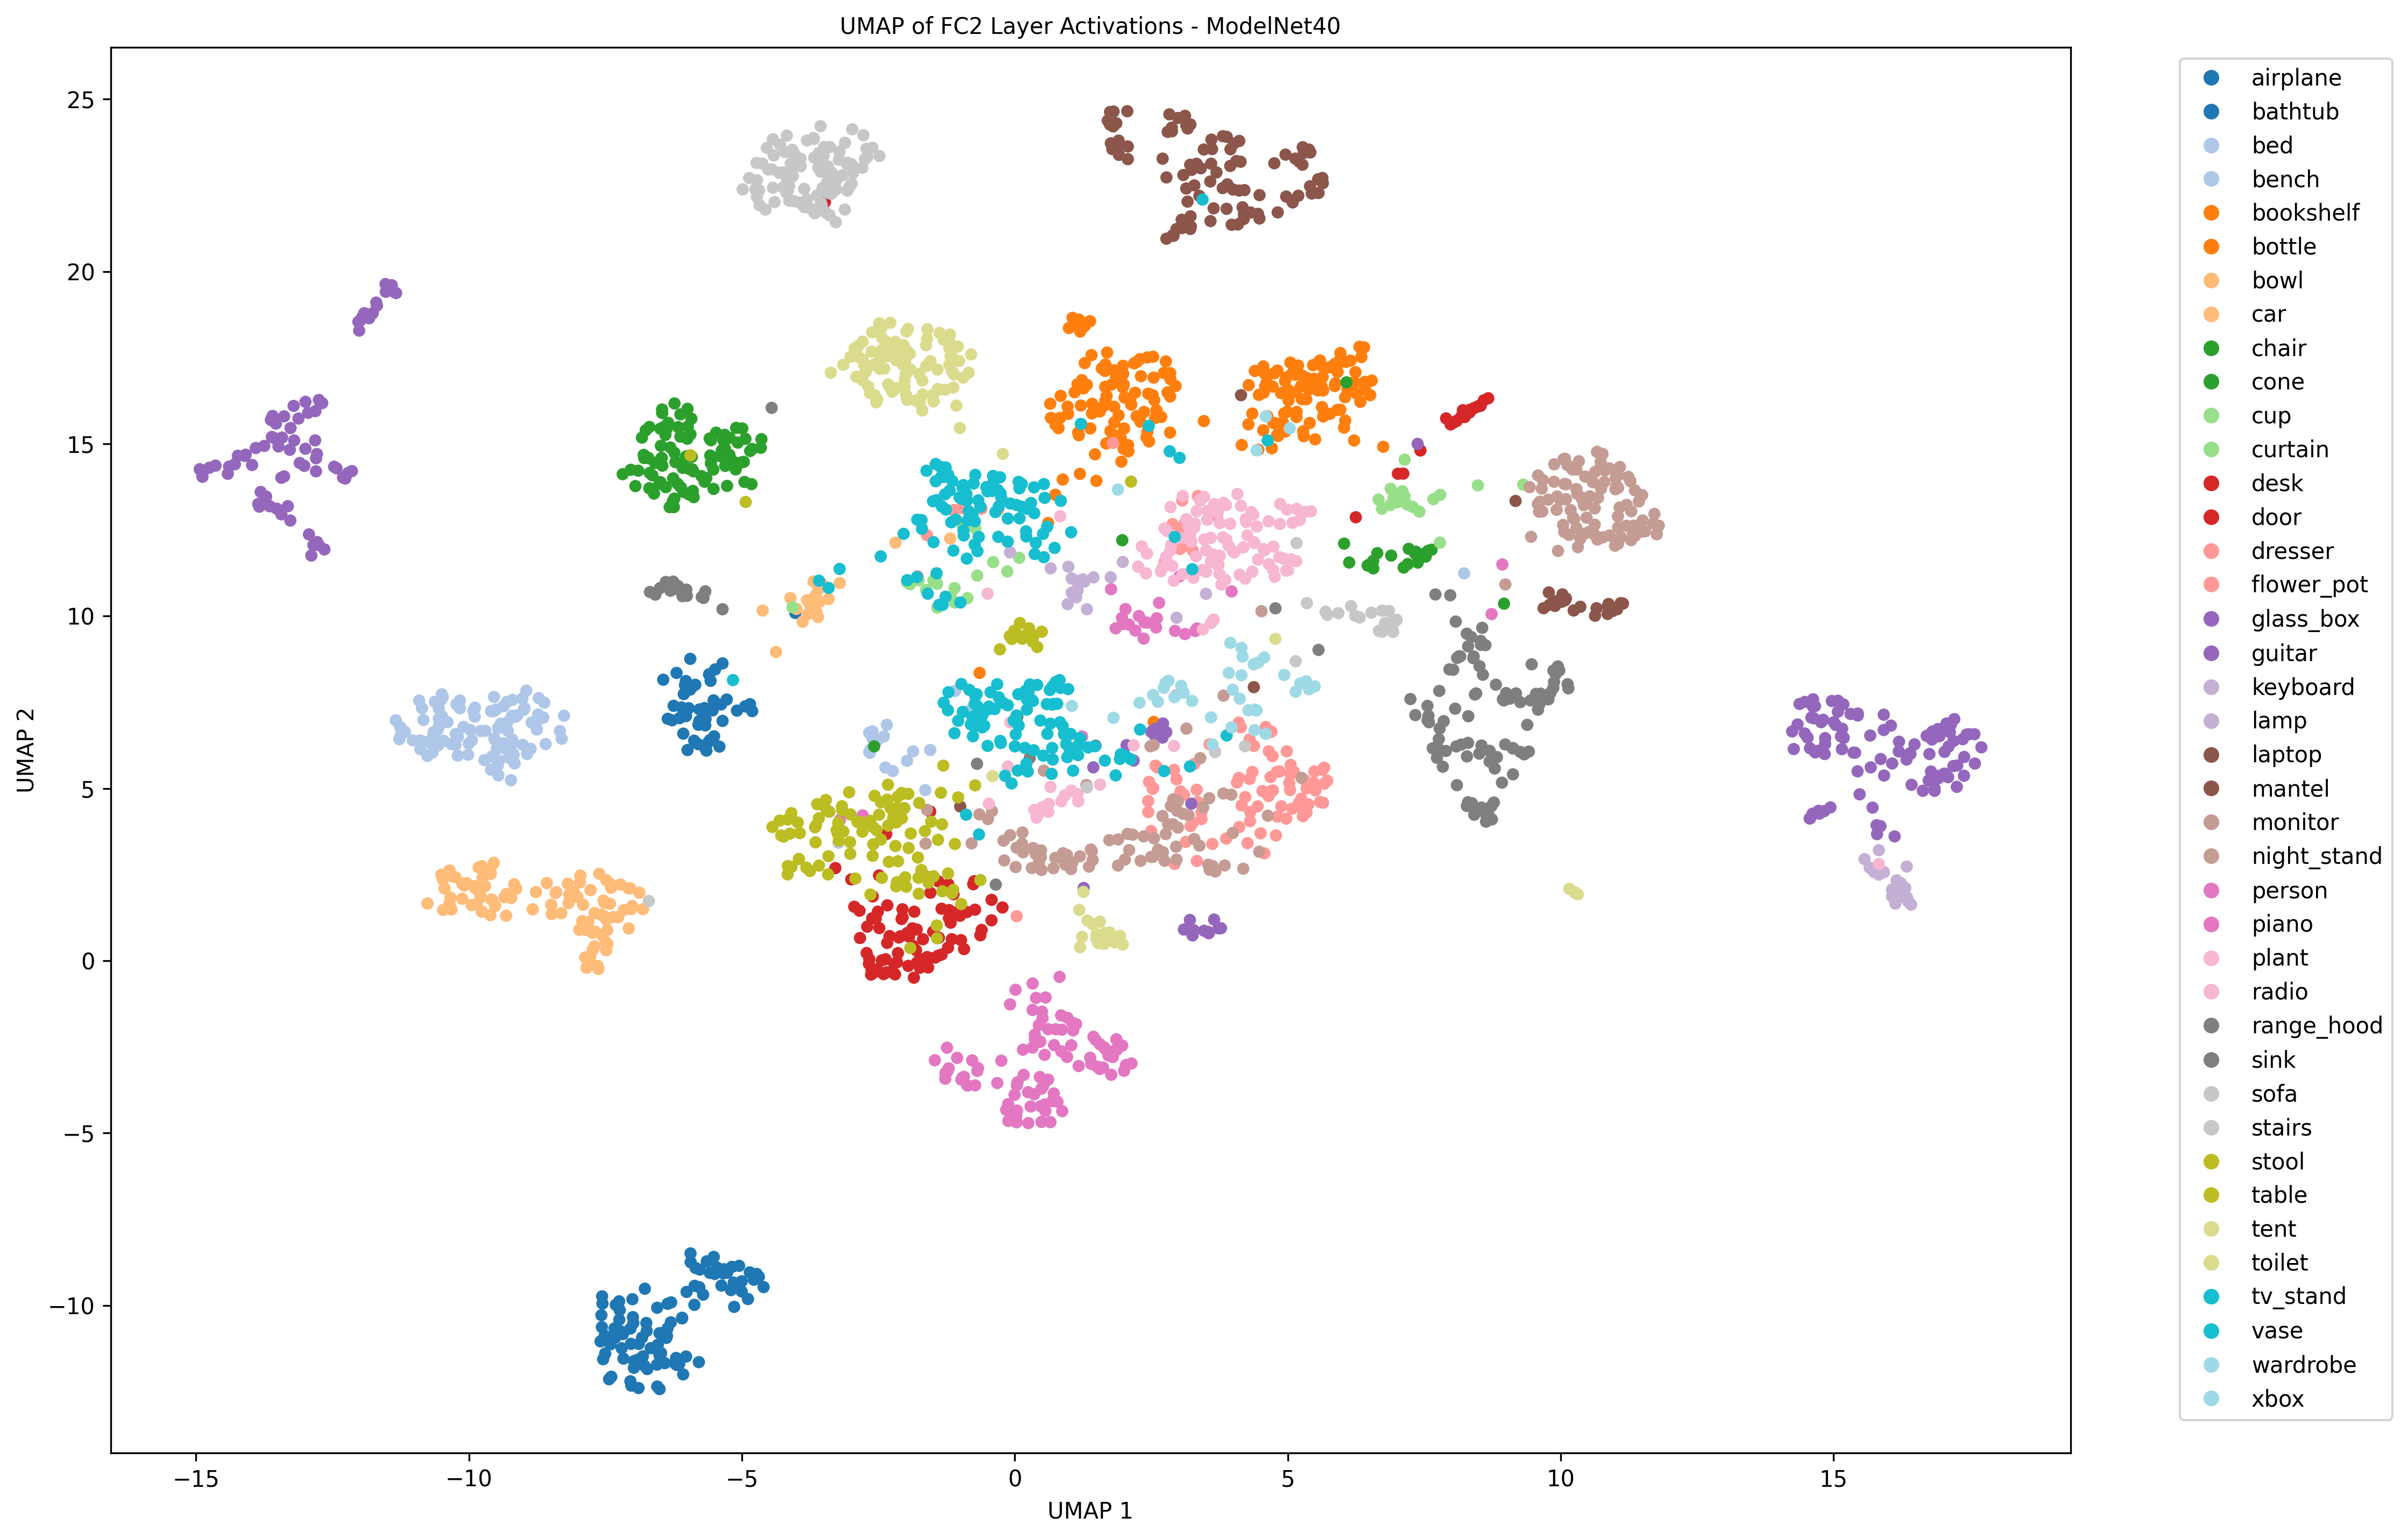 UMAP of FC2 Layer Activations - ModelNet40
25
20
15
10
5
0
−5
−10
UMAP 2
−15
−10
−5
0
5
10
15
UMAP 1
airplane
bathtub
bed
bench
bookshelf
bottle
bowl
car
chair
cone
cup
curtain
desk
door
dresser
flower_pot
glass_box
guitar
keyboard
lamp
laptop
mantel
monitor
night_stand
person
piano
plant
radio
range_hood
sink
sofa
stairs
stool
table
tent
toilet
tv_stand
vase
wardrobe
xbox